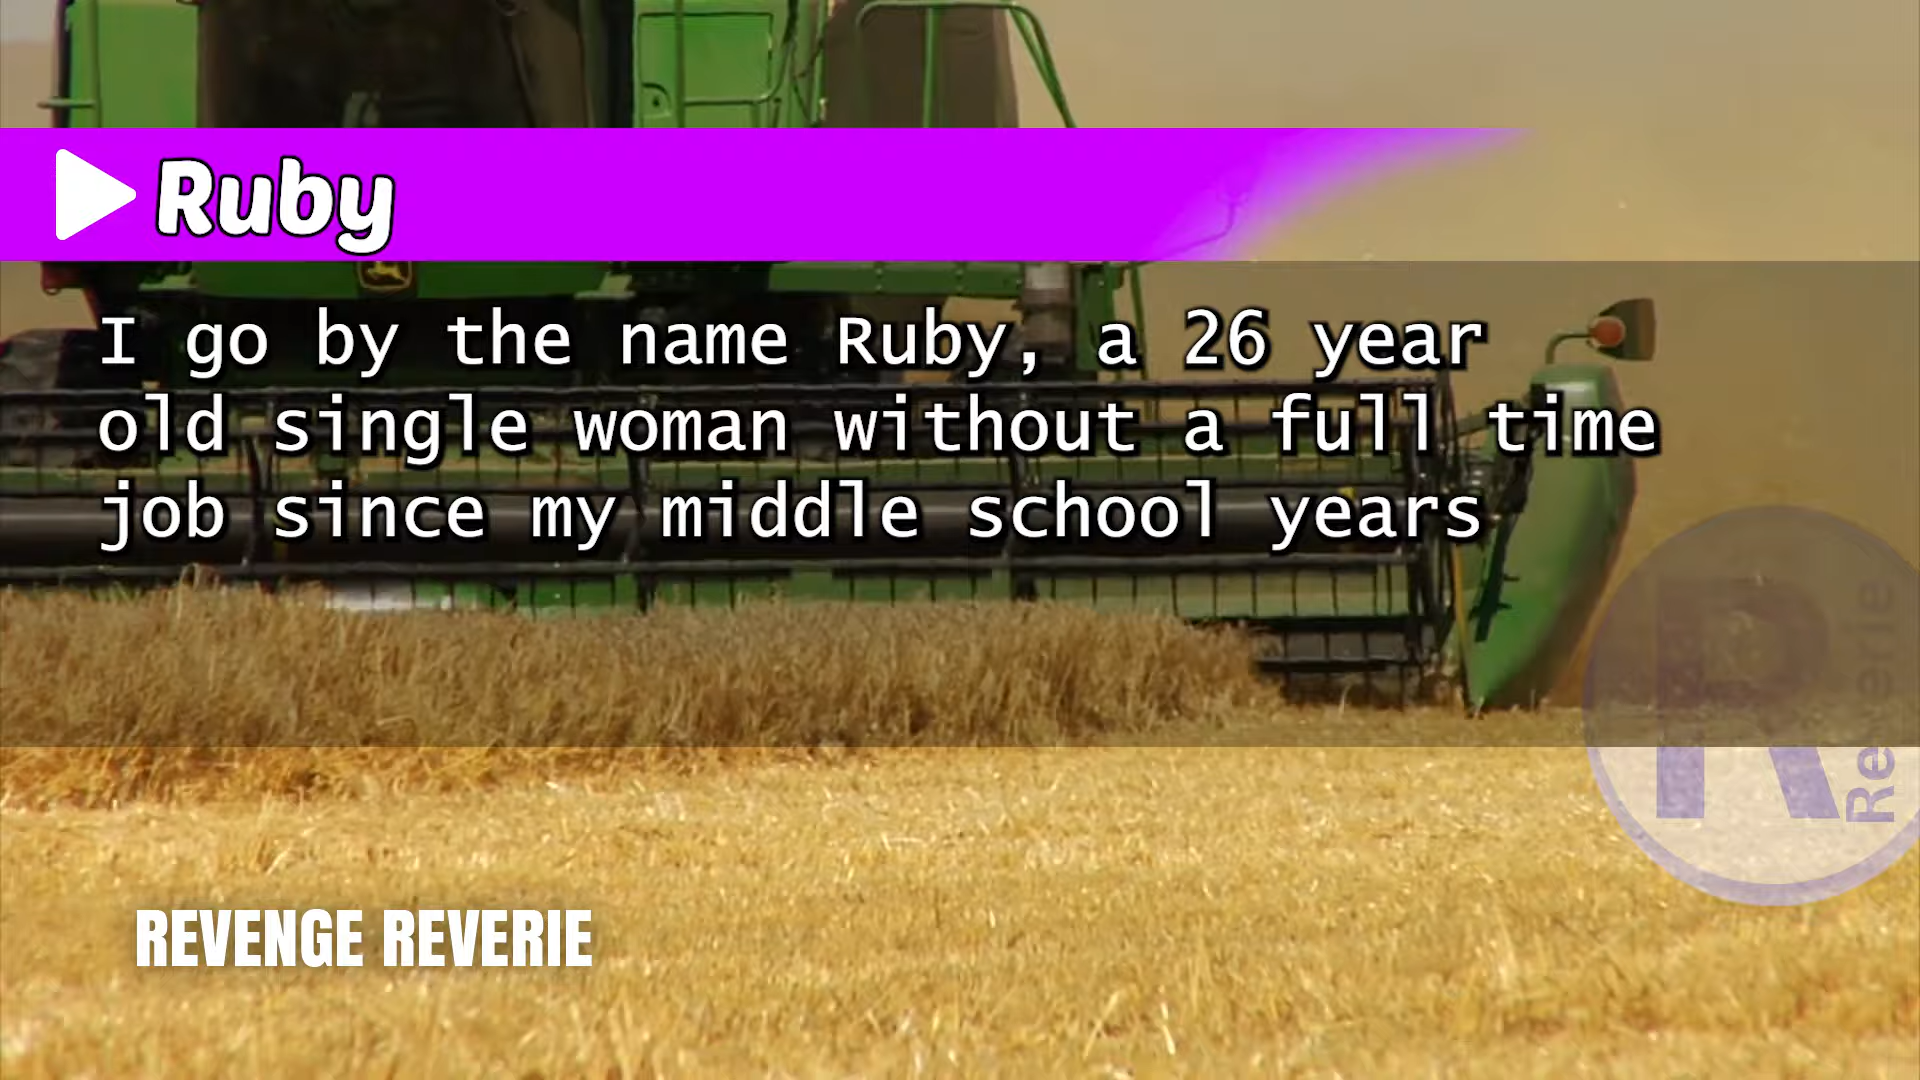 Ruby
I go by the name Ruby, a 26 year
old single woman without a full time
job since my middle school years
R
Reverie
REVENGE REVERIE